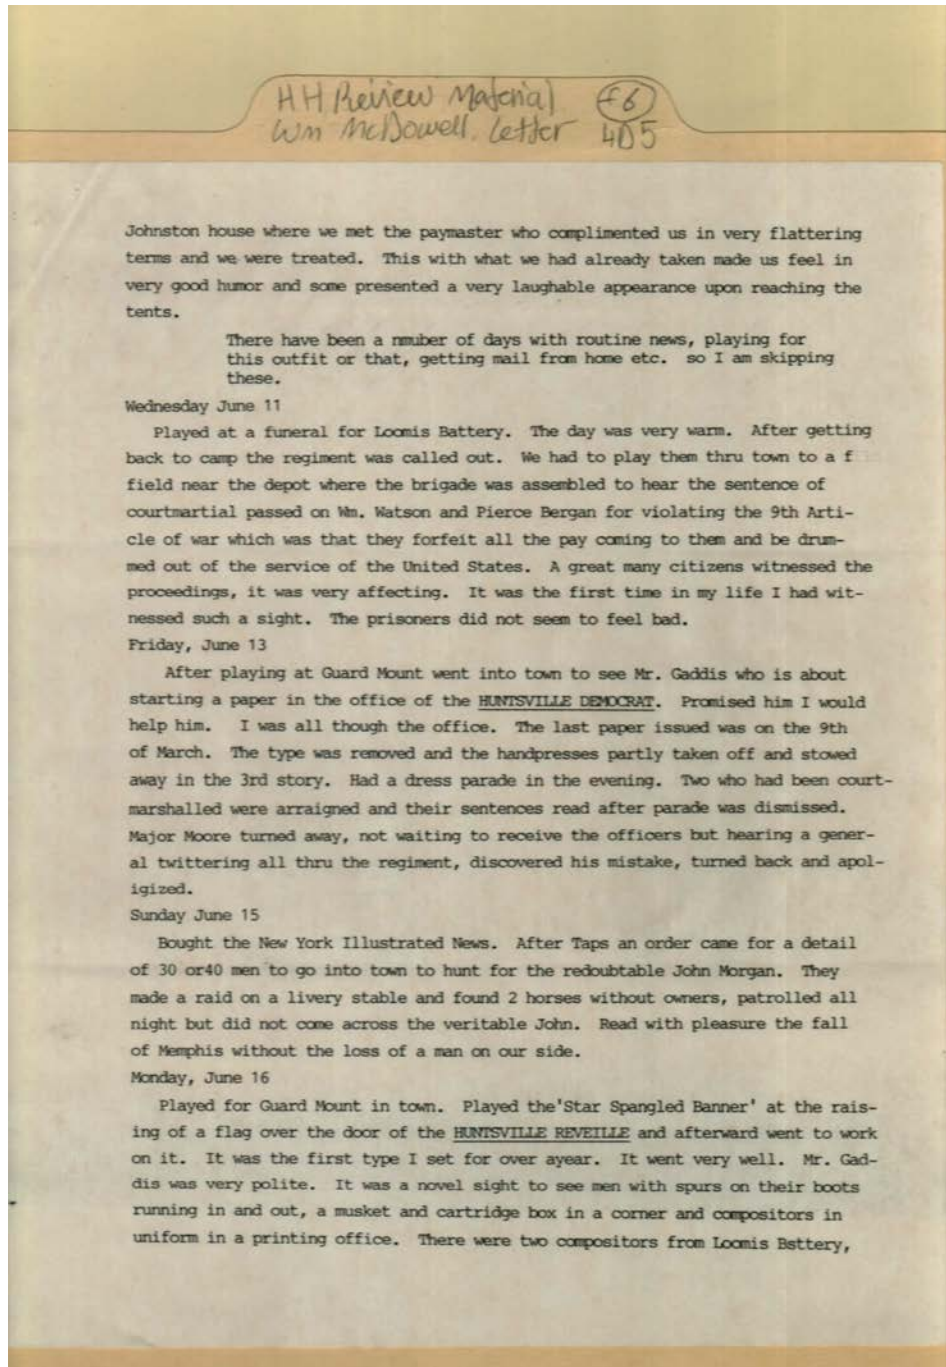 HH Review Material f6
Wm McDowell. Letter 4D5
Johnston house where we met the paymaster who complimented us in very flattering
terms and we were treated. This with what we had already taken made us feel in
very good humor and some presented a very laughable appearance upon reaching the
tents.
There have been a nmuber of days with routine news, playing for
this outfit or that, getting mail from home etc. so I am skipping
these.
Wednesday June 11
Played at a funeral for Loomis Battery. The day was very warm. After getting
back to camp the regiment was called out. We had to play them thru town to a f
field near the depot where the brigade was assembled to hear the sentence of
courtmartial passed on Wm. Watson and Pierce Bergan for violating the 9th Arti-
cle of war which was that they forfeit all the pay coming to them and be drum-
med out of the service of the United States. A great many citizens witnessed the
proceedings, it was very affecting. It was the first time in my life I had wit-
nessed such a sight. The prisoners did not seem to feel bad.
Friday, June 13
After playing at Guard Mount went into town to see Mr. Gaddis who is about
starting a paper in the office of the HUNTSVILLE DEMOCRAT. Promised him I would
help him. I was all though the office. The last paper issued was on the 9th
of March. The type was removed and the handpresses partly taken off and stowed
away in the 3rd story. Had a dress parade in the evening. Two who had been court-
marshalled were arraigned and their sentences read after parade was dismissed.
Major Moore turned away, not waiting to receive the officers but hearing a gener-
al twittering all thru the regiment, discovered his mistake, turned back and apol-
igized.
Sunday June 15
Bought the New York Illustrated News. After Taps an order came for a detail
of 30 or40 men to go into town to hunt for the redoubtable John Morgan. They
made a raid on a livery stable and found 2 horses without owners, patrolled all
night but did not come across the veritable John. Read with pleasure the fall
of Memphis without the loss of a man on our side.
Monday, June 16
Played for Guard Mount in town. Played the'Star Spangled Banner' at the rais-
ing of a flag over the door of the HUNTSVILLE REVEILLE and afterward went to work
on it. It was the first type I set for over ayear. It went very well. Mr. Gad-
dis was very polite. It was a novel sight to see men with spurs on their boots
running in and out, a musket and cartridge box in a corner and compositors in
uniform in a printing office. There were two compositors from Loomis Bsttery,